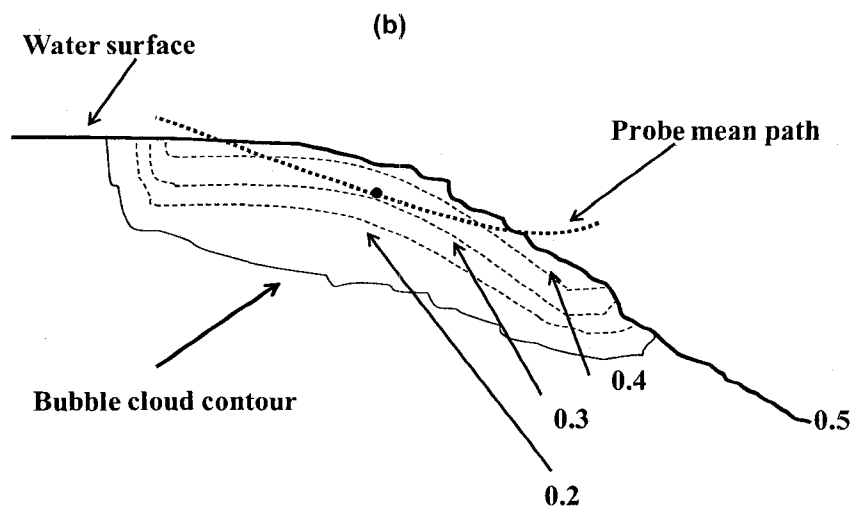 (b)
Water surface
Probe mean path
Bubble cloud contour
0.4
0.3
0.5
0.2